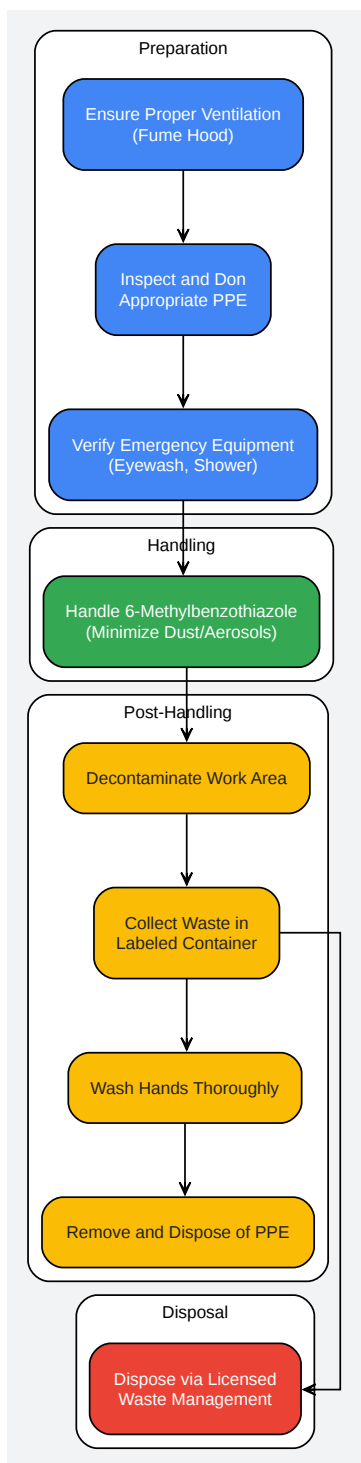 Preparation
Ensure Proper Ventilation
(Fume Hood)
Inspect and Don
Appropriate PPE
Verify Emergency Equipment
(Eyewash, Shower)
Handling
Handle 6-Methylbenzothiazole
(Minimize Dust/Aerosols)
Post-Handling
Decontaminate Work Area
Collect Waste in
Labeled Container
Wash Hands Thoroughly
Remove and Dispose of PPE
Disposal
Dispose via Licensed
Waste Management